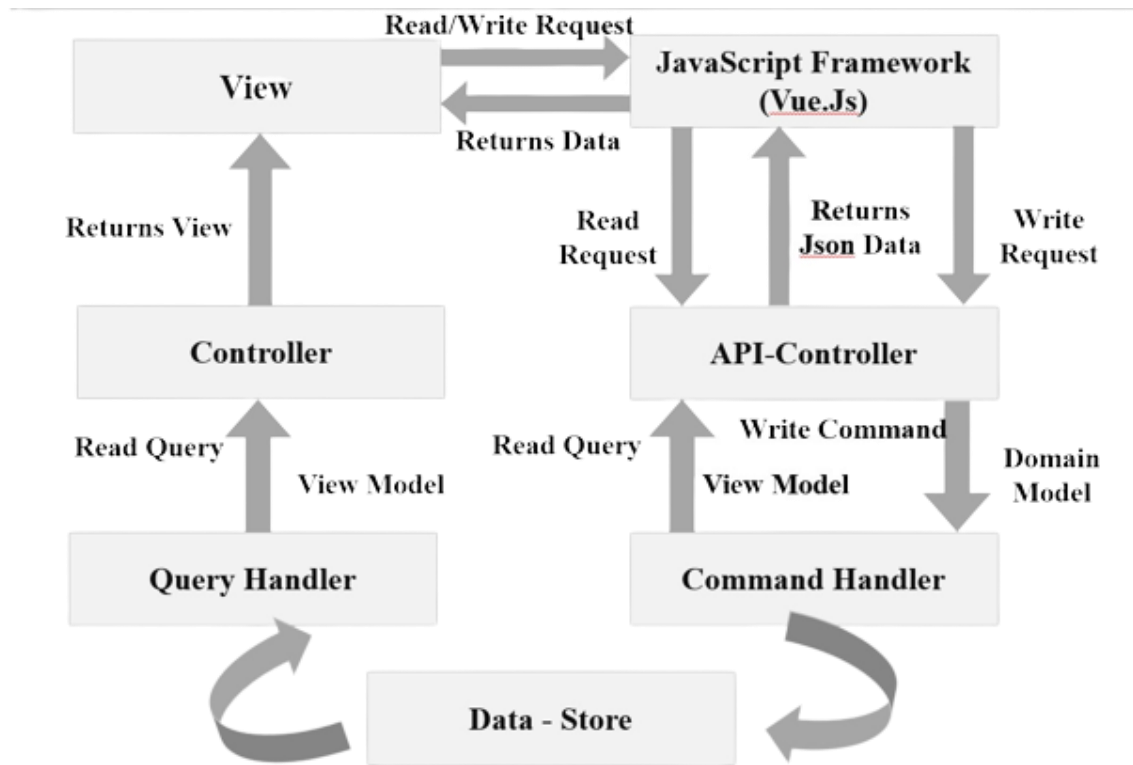 Read/Write Request
View
JavaScript Framework
(Vue.Js)
Returns Data
Returns View
Read
Request
Returns
Json Data
Write
Request
Controller
API-Controller
Read Query
View Model
Read Query
View Model
Write Command
Domain
Model
Query Handler
Command Handler
Data - Store